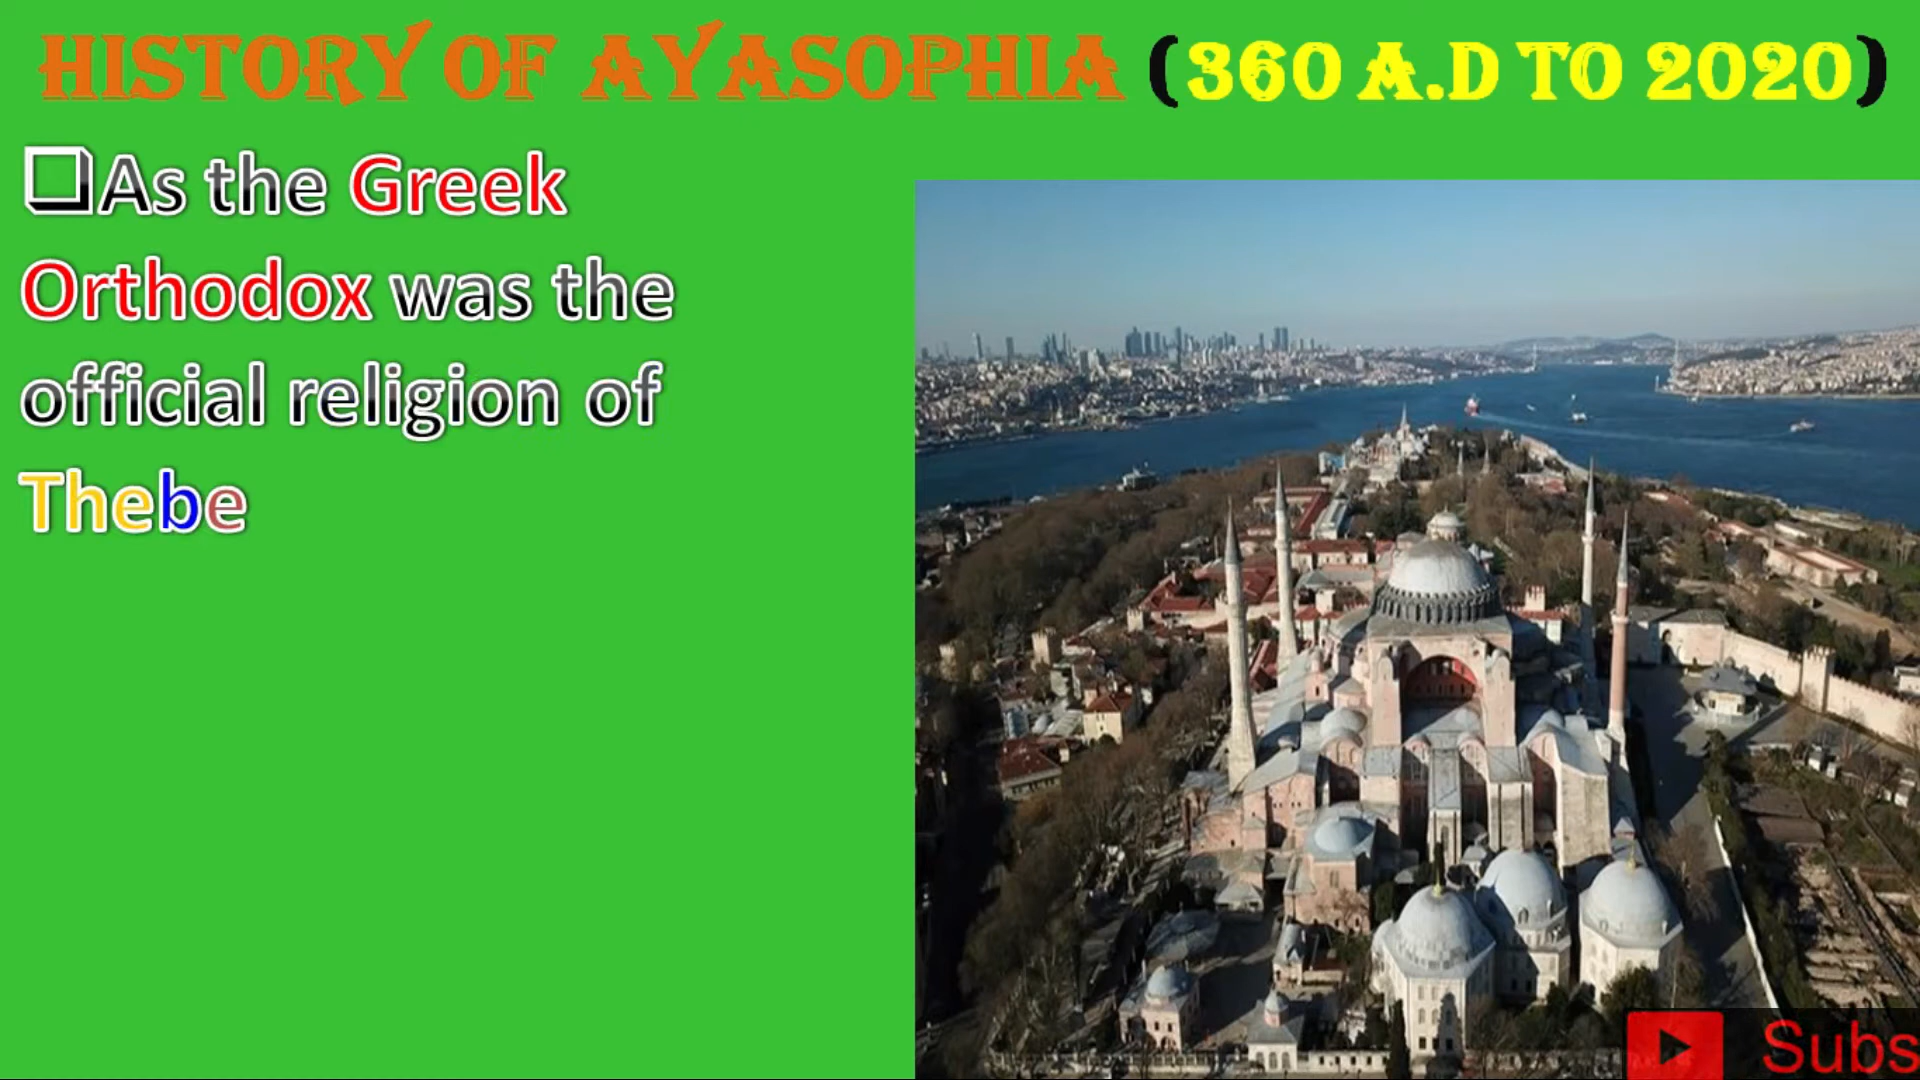 HISTORY OF AYASOPHIA (360 A.D TO 2020)
❑As the Greek
Orthodox was the
official religion of
Thebe
Subs